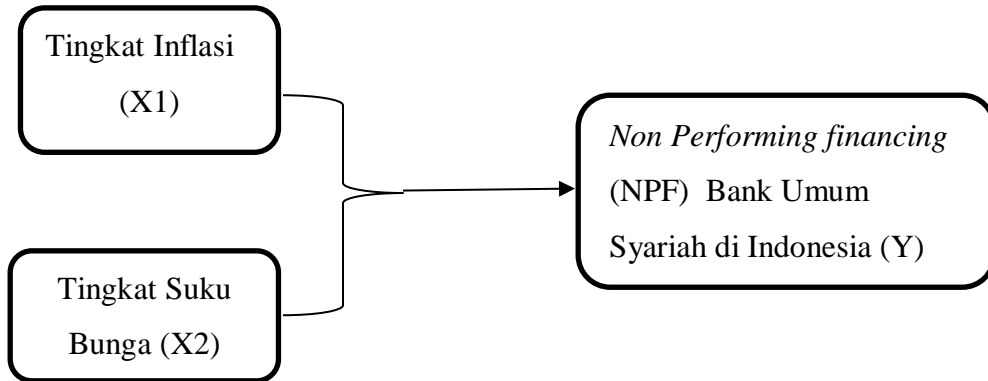 Tingkat Inflasi
(X1)
Non Performing financing
(NPF) Bank Umum
Syariah di Indonesia (Y)
Tingkat Suku
Bunga (X2)